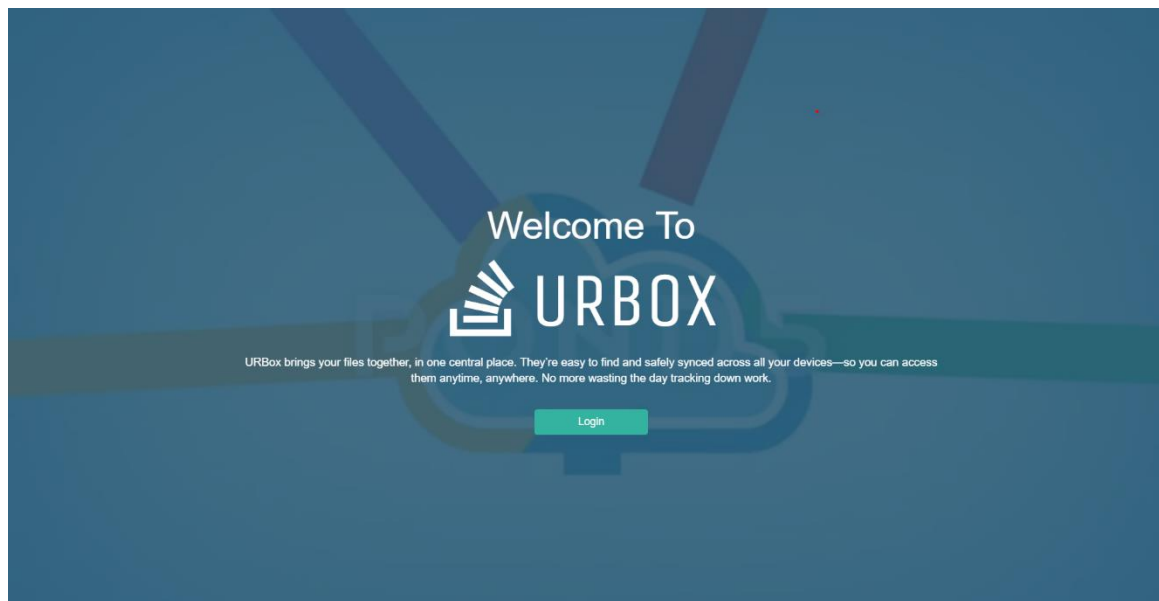 Welcome To
URBOX
URBox brings your files together, in one central place. They're easy to find and safely synced across all your devices—so you can access
them anytime, anywhere. No more wasting the day tracking down work.
Login